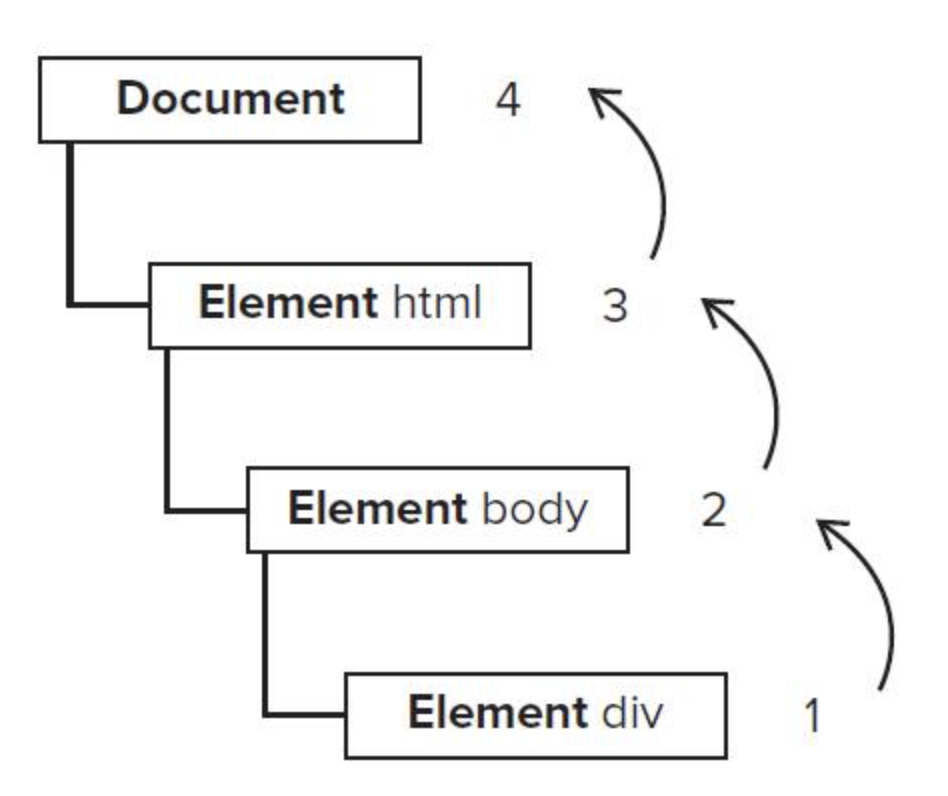 Document 4
Element html 3
Element body 2
Element div 1